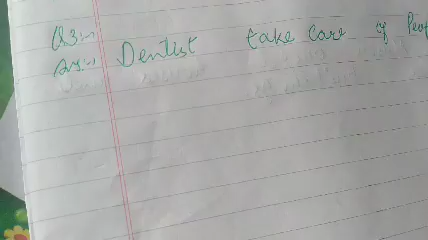 Q3:-
Ans:- Dentist take care of